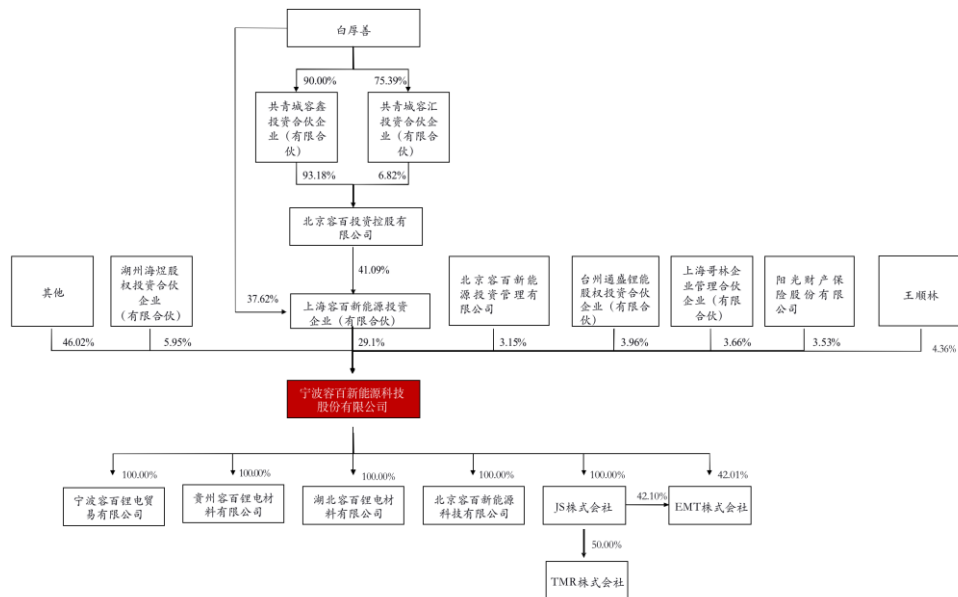 白厚善
90.00%
75.39%
共青城容鑫
投资合伙企
业（有限合
伙）
共青城容汇
投资合伙企
业（有限合
伙）
93.18%
6.82%
北京容百投资控股有
限公司
41.09%
37.62%
其他
湖州海煜股
权投资合伙
企业
（有限合伙）
上海容百新能源投资
企业（有限合伙）
北京容百新能
源投资管理有
限公司
台州通盛锂能
股权投资合伙
企业（有限合
伙）
上海哥林企
业管理合伙
企业（有限
合伙）
阳光财产保
险股份有限
公司
王顺林
46.02%
5.95%
29.1%
3.15%
3.96%
3.66%
3.53%
4.36%
宁波容百新能源科技
股份有限公司
100.00%
100.00%
100.00%
100.00%
100.00%
42.01%
宁波容百锂电贸
易有限公司
贵州容百锂电材
料有限公司
湖北容百锂电材
料有限公司
北京容百新能源
科技有限公司
JS株式会社
42.10%
EMT株式会社
50.00%
TMR株式会社